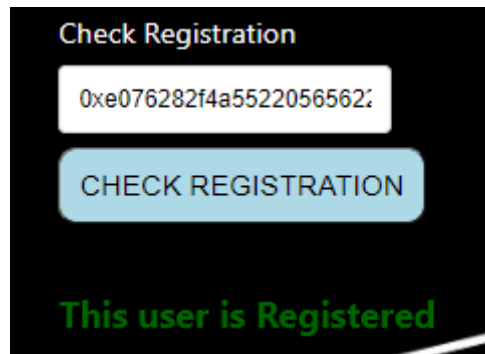 Check Registration
0xe076282f4a55220565622
CHECK REGISTRATION
This user is Registered